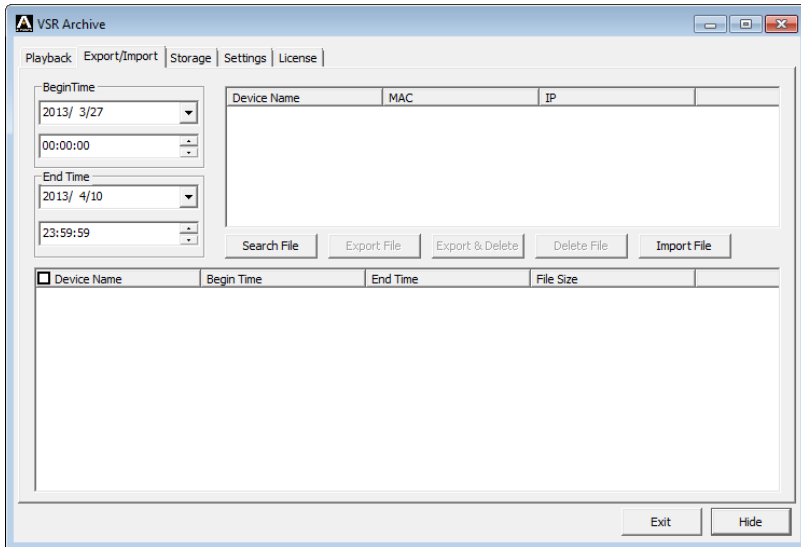 VSR Archive
Playback Export/Import Storage Settings License
BeginTime
2013/ 3/27
00:00:00
End Time
2013/ 4/10
23:59:59
Device Name MAC IP
Search File Export File Export & Delete Delete File Import File
Device Name Begin Time End Time File Size
Exit Hide